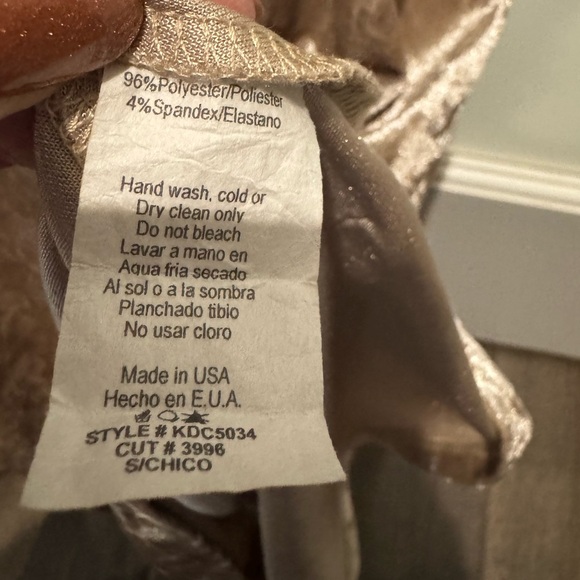 96%Polyester/Poliester
4%Spandex/Elastano
Hand wash, cold or
Dry clean only
Do not bleach
Lavar a mano en
Agua fria secado
Al sol o a la sombra
Planchado tibio
No usar cloro
Made in USA
Hecho en E.U.A.
STYLE # KDC5034
CUT # 3996
S/CHICO